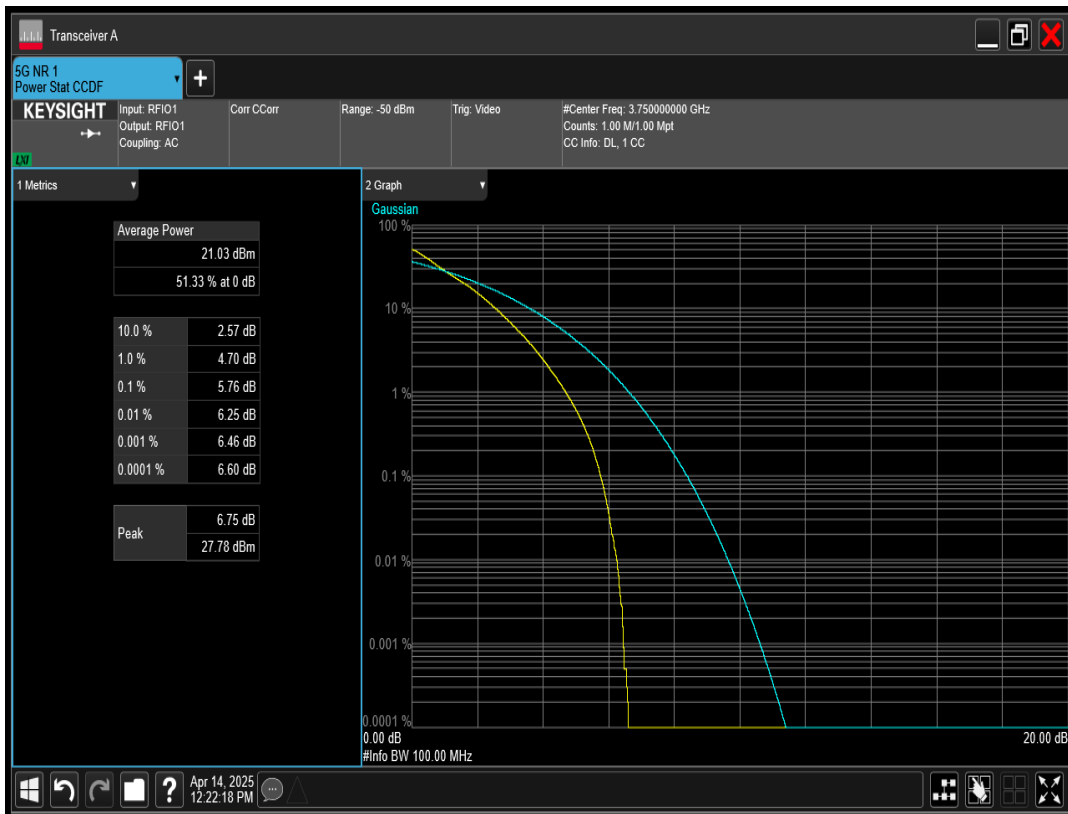 Transceiver A
5G NR 1
Power Stat CCDF
KEYSIGHT
LXI
Input: RFIO1
Output: RFIO1
Coupling: AC
Corr CCorr
Range: -50 dBm
Trig: Video
#Center Freq: 3.750000000 GHz
Counts: 1.00 M/1.00 Mpt
CC Info: DL, 1 CC
1 Metrics
Average Power
21.03 dBm
51.33 % at 0 dB
10.0 % 2.57 dB
1.0 % 4.70 dB
0.1 % 5.76 dB
0.01 % 6.25 dB
0.001 % 6.46 dB
0.0001 % 6.60 dB
Peak
6.75 dB
27.78 dBm
2 Graph
Gaussian
100 %
10 %
1 %
0.1 %
0.01 %
0.001 %
0.0001 %
0.00 dB 20.00 dB
#Info BW 100.00 MHz
?
Apr 14, 2025
12:22:18 PM